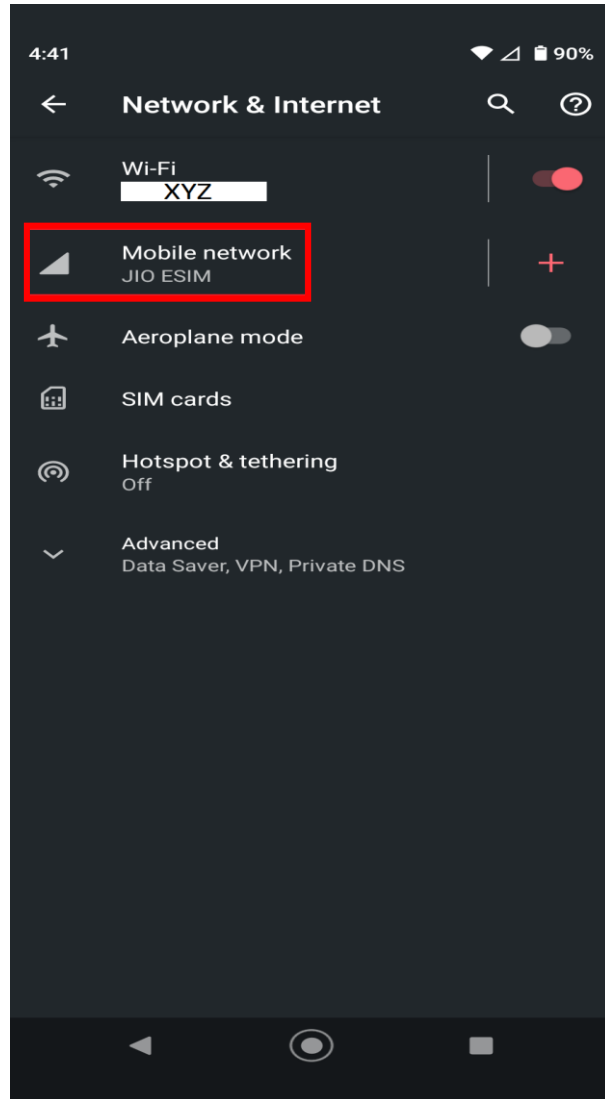 4:41
90%
Network & Internet
Wi-Fi
XYZ
Mobile network
JIO ESIM
Aeroplane mode
SIM cards
Hotspot & tethering
Off
Advanced
Data Saver, VPN, Private DNS